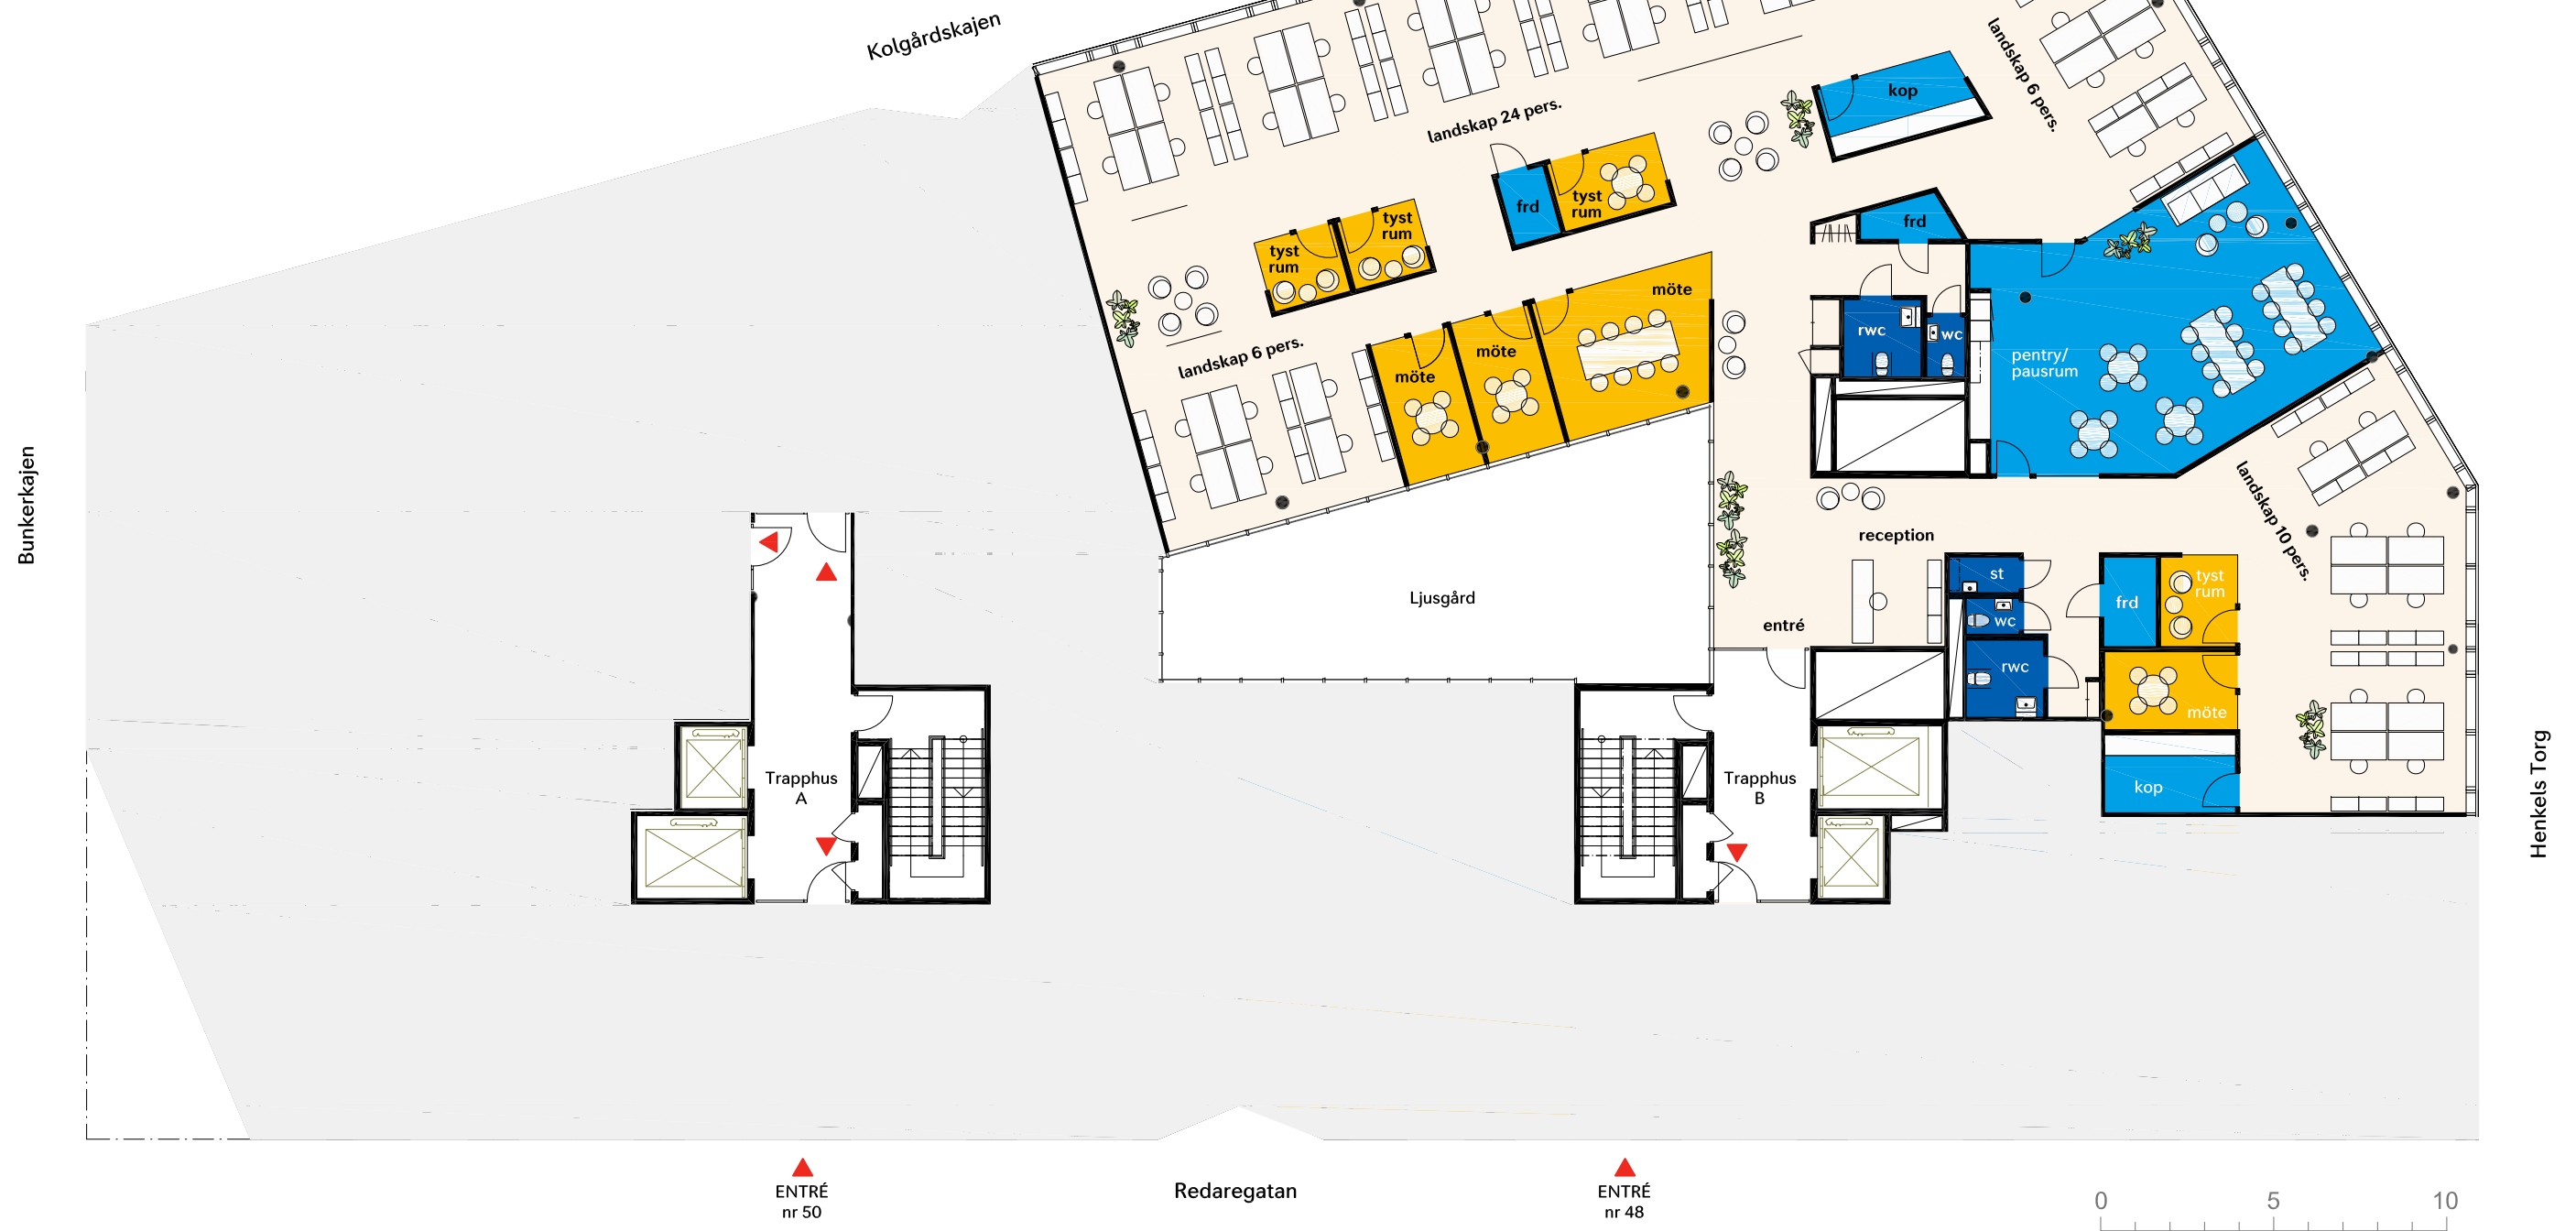 Kolgårdskajen
landskap 24 pers.
kop
landskap 6 pers.
frd
tyst
rum
tyst
rum
tyst
rum
frd
landskap 6 pers.
möte
möte
möte
rwc
wc
pentry/
pausrum
landskap 10 pers.
reception
entré
Ljusgård
st
wc
rwc
frd
tyst
rum
möte
kop
Bunkerkajen
Trapphus
A
Trapphus
B
Henkels Torg
ENTRÉ
nr 50
Redaregatan
ENTRÉ
nr 48
0 5 10